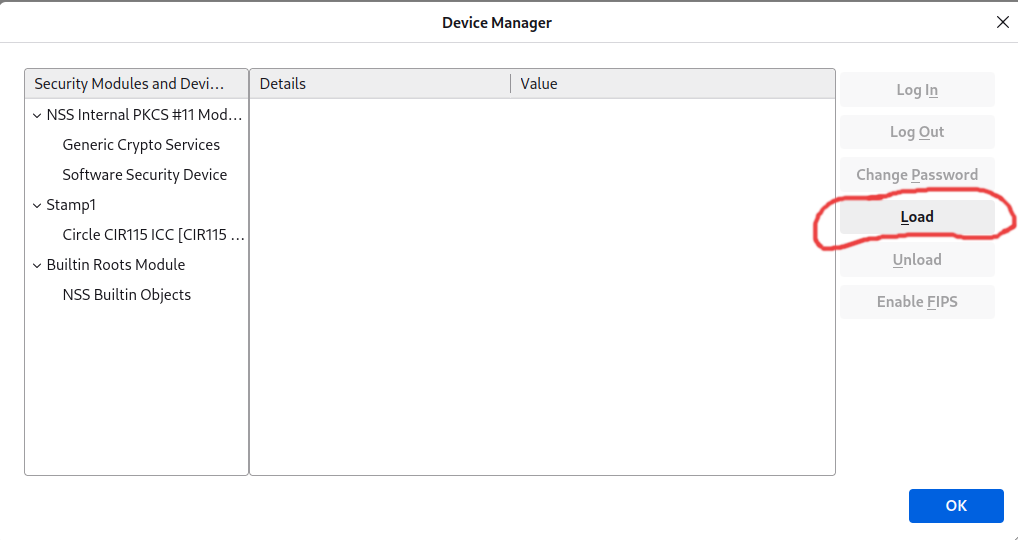 Device Manager
Security Modules and Devi…
Details
Value
NSS Internal PKCS #11 Mod…
Generic Crypto Services
Software Security Device
Stamp1
Circle CIR115 ICC [CIR115 …
Builtin Roots Module
NSS Builtin Objects
Log In
Log Out
Change Password
Load
Unload
Enable FIPS
OK